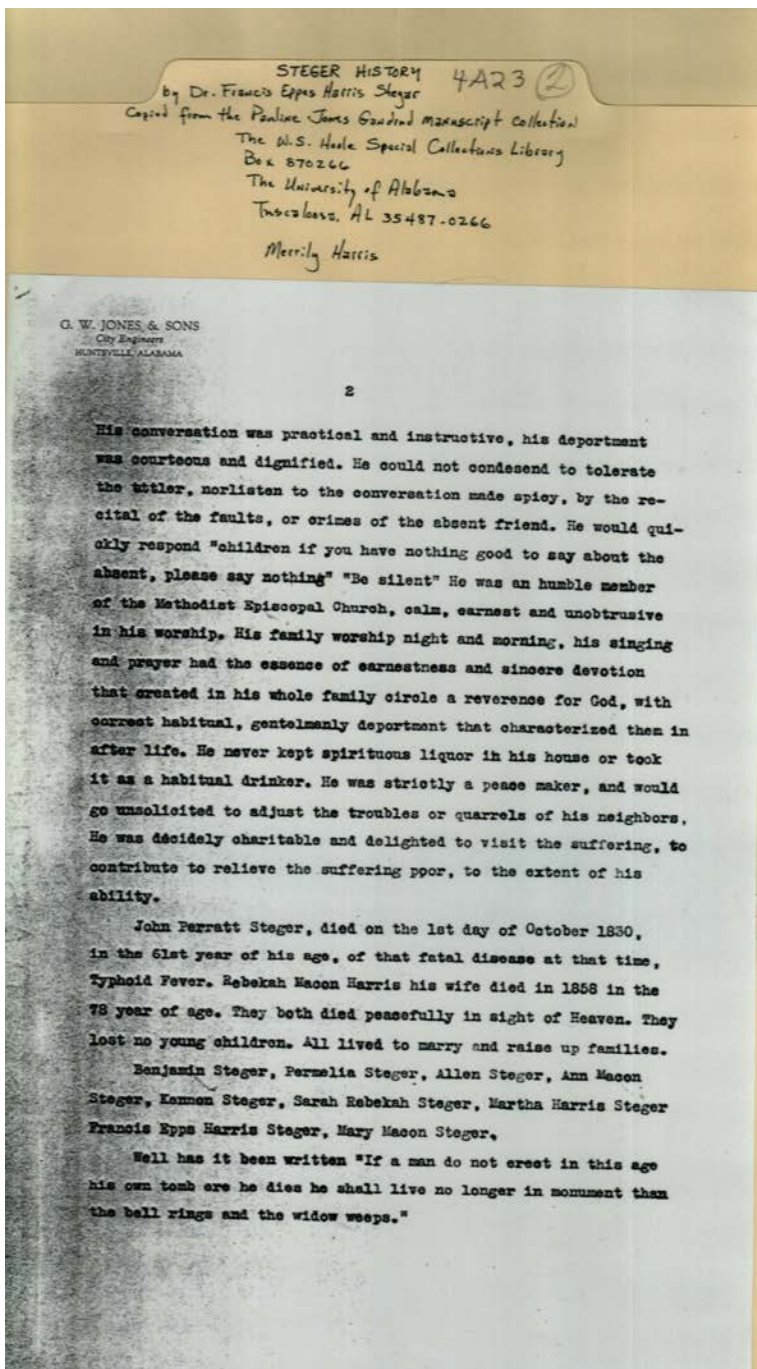 STEGER HISTORY 4A23 2
by Dr. Francis Eppes Harris Steger
Copied from the Pauline Jones Gandrud manuscript collection
The W.S. Hoole Special Collections Library
Box 870266
The University of Alabama
Tuscaloosa, AL 35487-0266
Merrily Harris
G. W. JONES, & SONS
City Engineers
HUNTSVILLE, ALABAMA
2
His conversation was practical and instructive, his deportment
was courteous and dignified. He could not condesend to tolerate
the tttler, norlisten to the conversation made spicy, by the re-
cital of the faults, or crimes of the absent friend. He would qui-
ckly respond "children if you have nothing good to say about the
absent, please say nothing" "Be silent" He was an humble member
of the Methodist Episcopal Church, calm, earnest and unobtrusive
in his worship. His family worship night and morning, his singing
and prayer had the essence of earnestness and sincere devotion
that created in his whole family circle a reverence for God, with
correst habitual, gentelmanly deportment that characterized them in
after life. He never kept spirituous liquor in his house or took
it as a habitual drinker. He was strictly a peace maker, and would
go unsolicited to adjust the troubles or quarrels of his neighbors,
He was décidely charitable and delighted to visit the suffering, to
contribute to relieve the suffering ppor, to the extent of his
ability.
John Perratt Steger, died on the 1st day of October 1830,
in the 61st year of his age, of that fatal disease at that time,
Typhoid Fever. Rebekah Macon Harris his wife died in 1858 in the
78 year of age. They both died peacefully in sight of Heaven. They
lost no young children. All lived to marry and raise up families.
Benjamin Steger, Permelia Steger, Allen Steger, Ann Macon
Steger, Kennon Steger, Sarah Rebekah Steger, Martha Harris Steger
Francis Epps Harris Steger, Mary Macon Steger.
Well has it been written "If a man do not erest in this age
his own tomb ere he dies he shall live no longer in monument than
the bell rings and the widow weeps."